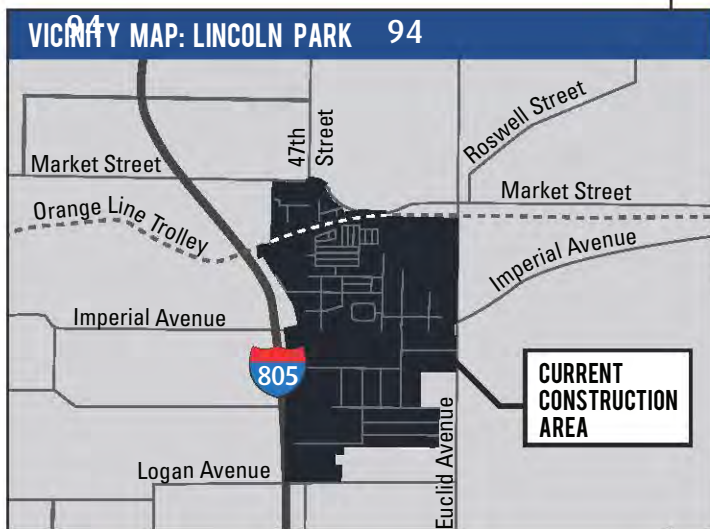 VICINITY MAP: LINCOLN PARK
94
94
Roswell Street
47th
Street
Market Street
Market Street
Orange Line Trolley
Imperial Avenue
Imperial Avenue
805
CURRENT
CONSTRUCTION
AREA
Logan Avenue
Euclid Avenue